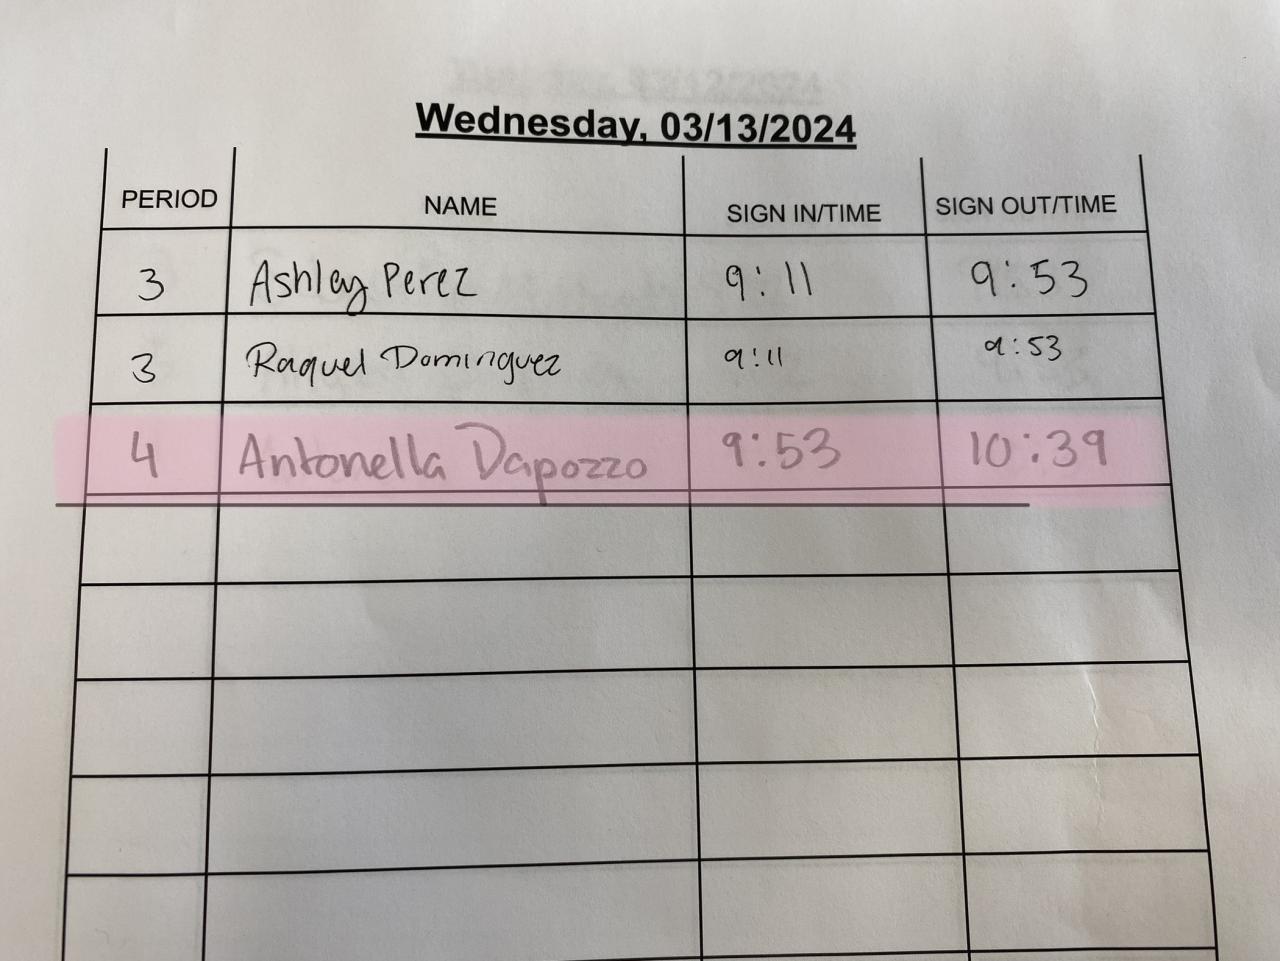 Wednesday, 03/13/2024
PERIOD NAME SIGN IN/TIME SIGN OUT/TIME
3 Ashley Perez 9:11 9:53
3 Raquel Dominguez 9:11 9:53
4 Antonella Dapozzo 9:53 10:39